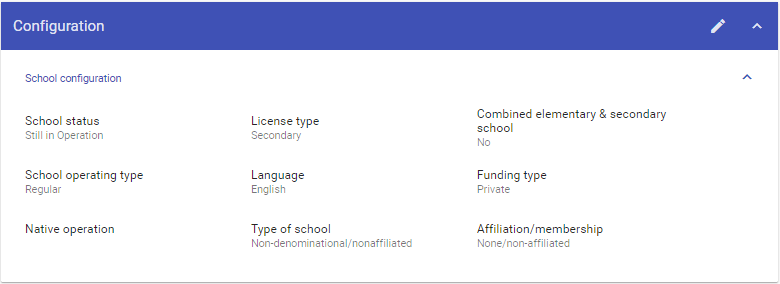 Configuration
School configuration
School status
Still in Operation
License type
Secondary
Combined elementary & secondary
school
No
School operating type
Regular
Language
English
Funding type
Private
Native operation
Type of school
Non-denominational/nonaffiliated
Affiliation/membership
None/non-affiliated